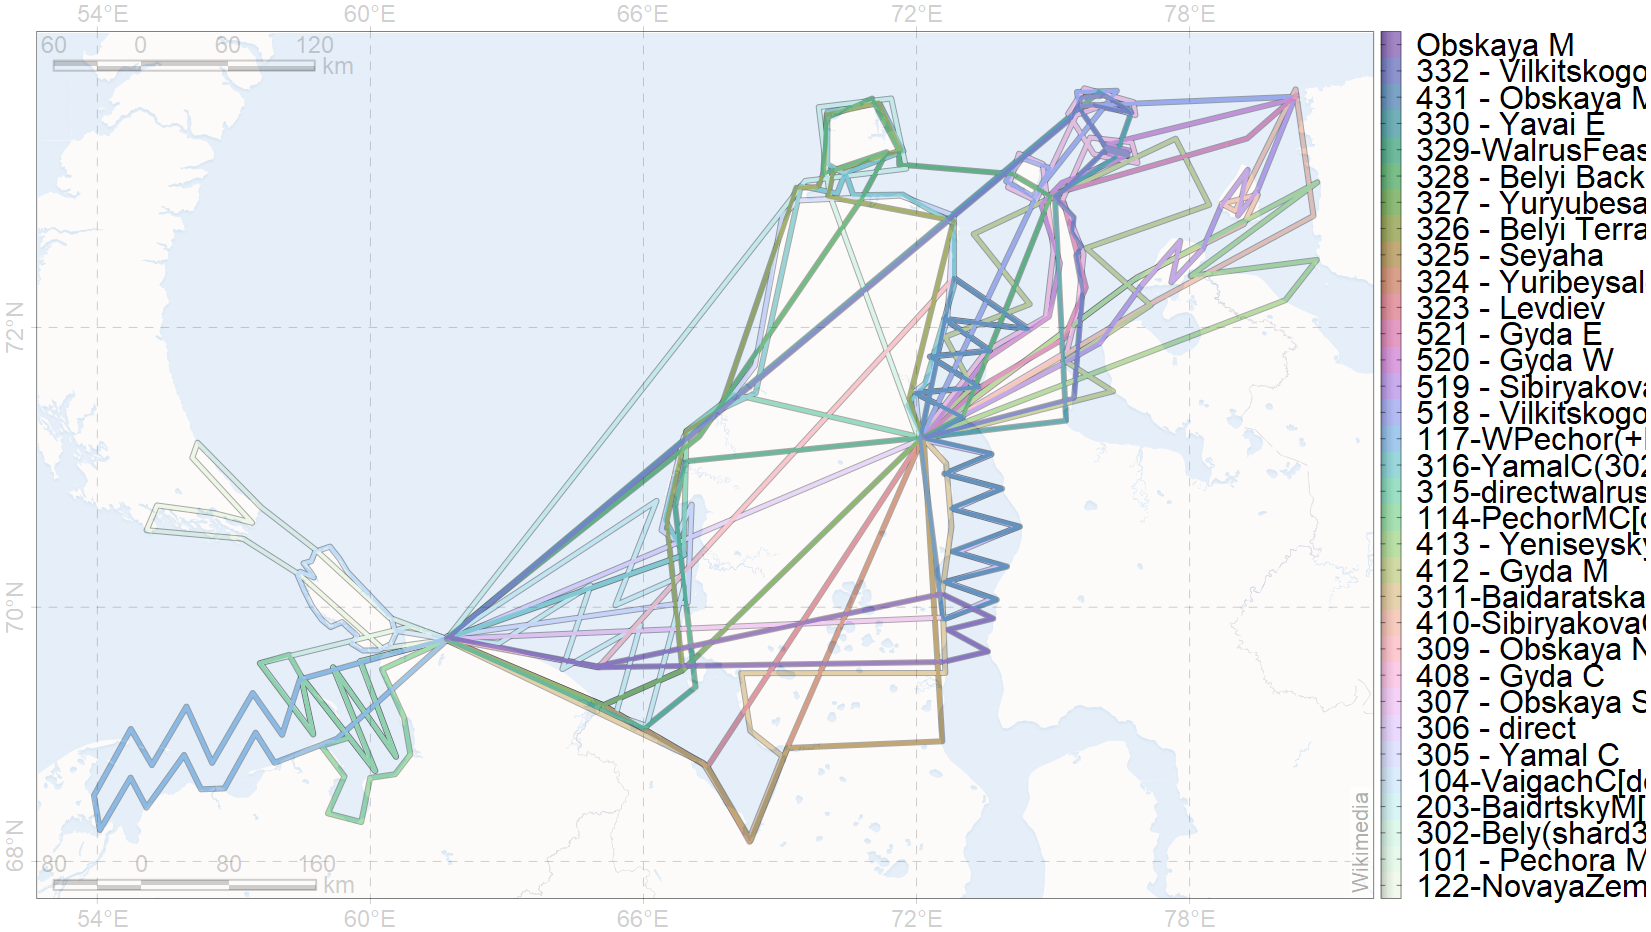 54°E 60°E 66°E 72°E 78°E
60 0 60 120
km
72°N
70°N
68°N
80 0 80 160
km
54°E 60°E 66°E 72°E 78°E
Wikimedia
Obskaya M
332 - Vilkitskogo
431 - Obskaya M
330 - Yavai E
329-WalrusFeas
328 - Belyi Back
327 - Yuryubesa
326 - Belyi Terra
325 - Seyaha
324 - Yuribeysal
323 - Levdiev
521 - Gyda E
520 - Gyda W
519 - Sibiryakova
518 - Vilkitskogo
117-WPechor(+
316-YamalC(302
315-directwalrus
114-PechorMC[
413 - Yeniseysky
412 - Gyda M
311-Baidaratska
410-Sibiryakova
309 - Obskaya N
408 - Gyda C
307 - Obskaya S
306 - direct
305 - Yamal C
104-VaigachC[d
203-BaidrtskyM[
302-Bely(shard3
101 - Pechora M
122-NovayaZem